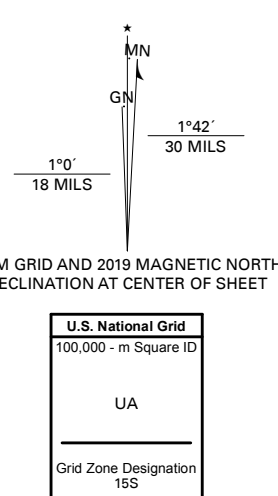 ★
MN
GN
1°42´
30 MILS
1°0´
18 MILS
M GRID AND 2019 MAGNETIC NORTH
ECLINATION AT CENTER OF SHEET
U.S. National Grid
100,000 - m Square ID
UA
Grid Zone Designation
15S